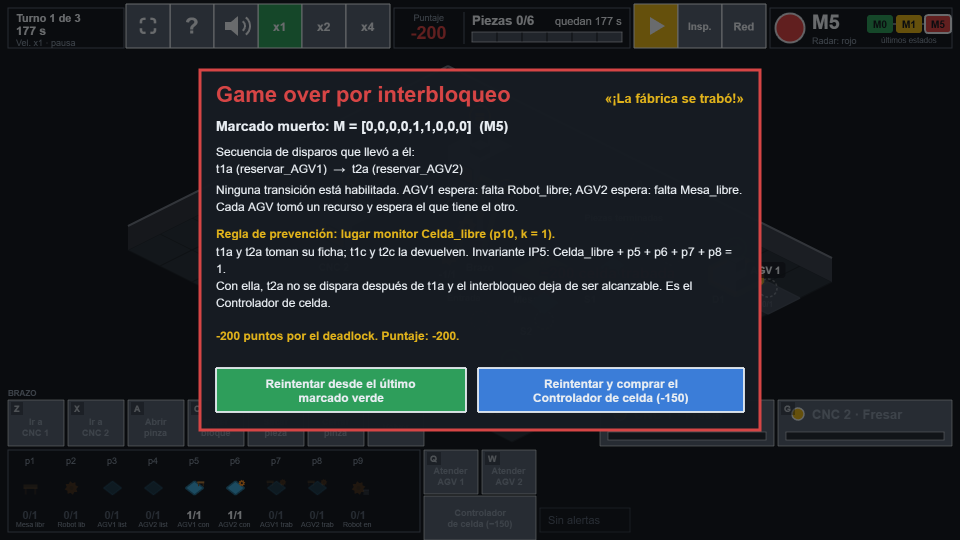 Turno 1 de 3
177 s
Vel. x1 · pausa
?
x1
x2
x4
Puntaje
-200
Piezas 0/6
quedan 177 s
Insp.
Red
M5
Radar: rojo
M0
M1
M5
últimos estados
Game over por interbloqueo
«¡La fábrica se trabó!»
Marcado muerto: M = [0,0,0,0,1,1,0,0,0]  (M5)
Secuencia de disparos que llevó a él:
t1a (reservar_AGV1) → t2a (reservar_AGV2)
Ninguna transición está habilitada. AGV1 espera: falta Robot_libre; AGV2 espera: falta Mesa_libre.
Cada AGV tomó un recurso y espera el que tiene el otro.
Regla de prevención: lugar monitor Celda_libre (p10, k = 1).
t1a y t2a toman su ficha; t1c y t2c la devuelven. Invariante IP5: Celda_libre + p5 + p6 + p7 + p8 =
1.
Con ella, t2a no se dispara después de t1a y el interbloqueo deja de ser alcanzable. Es el
Controlador de celda.
-200 puntos por el deadlock. Puntaje: -200.
Reintentar desde el último
marcado verde
Reintentar y comprar el
Controlador de celda (-150)
GV 1
BRAZO
Z
Ir a
CNC 1
X
Ir a
CNC 2
A
Abrir
pinza
G
CNC 2 · Fresar
p1
p2
p3
p4
p5
p6
p7
p8
p9
0/1
0/1
0/1
0/1
1/1
1/1
0/1
0/1
0/1
Mesa libr
Robot lib
AGV1 list
AGV2 list
AGV1 con
AGV2 con
AGV1 trab
AGV2 trab
Robot en
Q
Atender
AGV 1
W
Atender
AGV 2
Controlador
de celda (−150)
Sin alertas